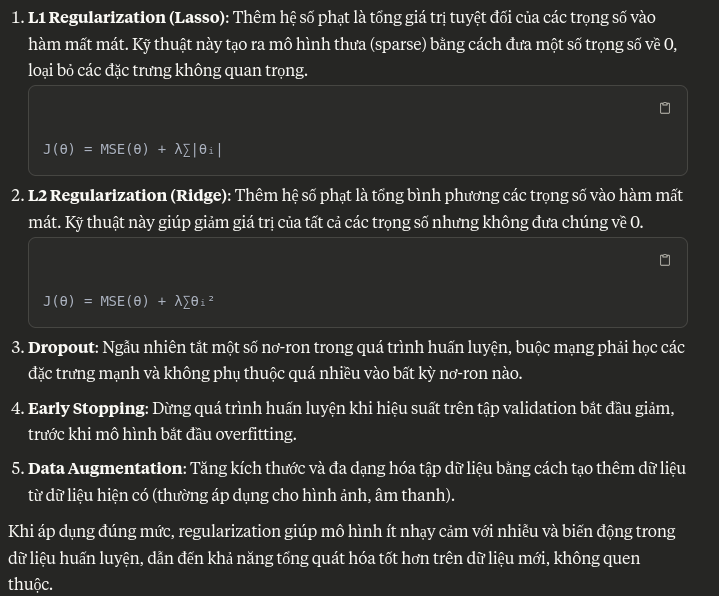 1. L1 Regularization (Lasso): Thêm hệ số phạt là tổng giá trị tuyệt đối của các trọng số vào
hàm mất mát. Kỹ thuật này tạo ra mô hình thưa (sparse) bằng cách đưa một số trọng số về 0,
loại bỏ các đặc trưng không quan trọng.
J(θ) = MSE(θ) + λ∑|θᵢ|
2. L2 Regularization (Ridge): Thêm hệ số phạt là tổng bình phương các trọng số vào hàm mất
mát. Kỹ thuật này giúp giảm giá trị của tất cả các trọng số nhưng không đưa chúng về 0.
J(θ) = MSE(θ) + λ∑θᵢ²
3. Dropout: Ngẫu nhiên tắt một số nơ-ron trong quá trình huấn luyện, buộc mạng phải học các
đặc trưng mạnh và không phụ thuộc quá nhiều vào bất kỳ nơ-ron nào.
4. Early Stopping: Dừng quá trình huấn luyện khi hiệu suất trên tập validation bắt đầu giảm,
trước khi mô hình bắt đầu overfitting.
5. Data Augmentation: Tăng kích thước và đa dạng hóa tập dữ liệu bằng cách tạo thêm dữ liệu
từ dữ liệu hiện có (thường áp dụng cho hình ảnh, âm thanh).
Khi áp dụng đúng mức, regularization giúp mô hình ít nhạy cảm với nhiễu và biến động trong
dữ liệu huấn luyện, dẫn đến khả năng tổng quát hóa tốt hơn trên dữ liệu mới, không quen
thuộc.